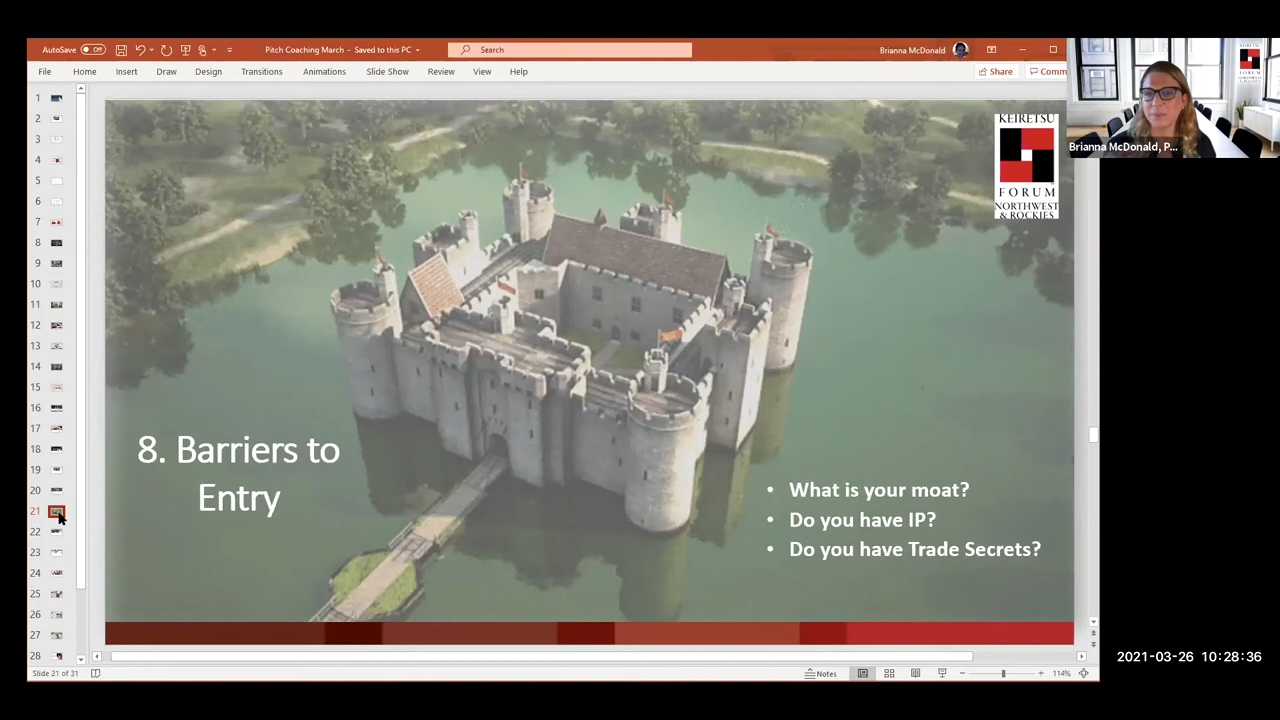 AutoSave Off
Pitch Coaching March - Saved to this PC
Search
Brianna McDonald
File Home Insert Draw Design Transitions Animations Slide Show Review View Help
Share
Comm
KEIRETSU
FORUM
NORTHWEST
& ROCKIES
KEIRETSU
FORUM
Brianna McDonald, P...
1
2
3
4
5
6
7
8
9
10
11
12
13
14
15
16
17
18
19
20
21
22
23
24
25
26
27
28
8. Barriers to
Entry
• What is your moat?
• Do you have IP?
• Do you have Trade Secrets?
2021-03-26 10:28:36
Slide 21 of 31
Notes
114%